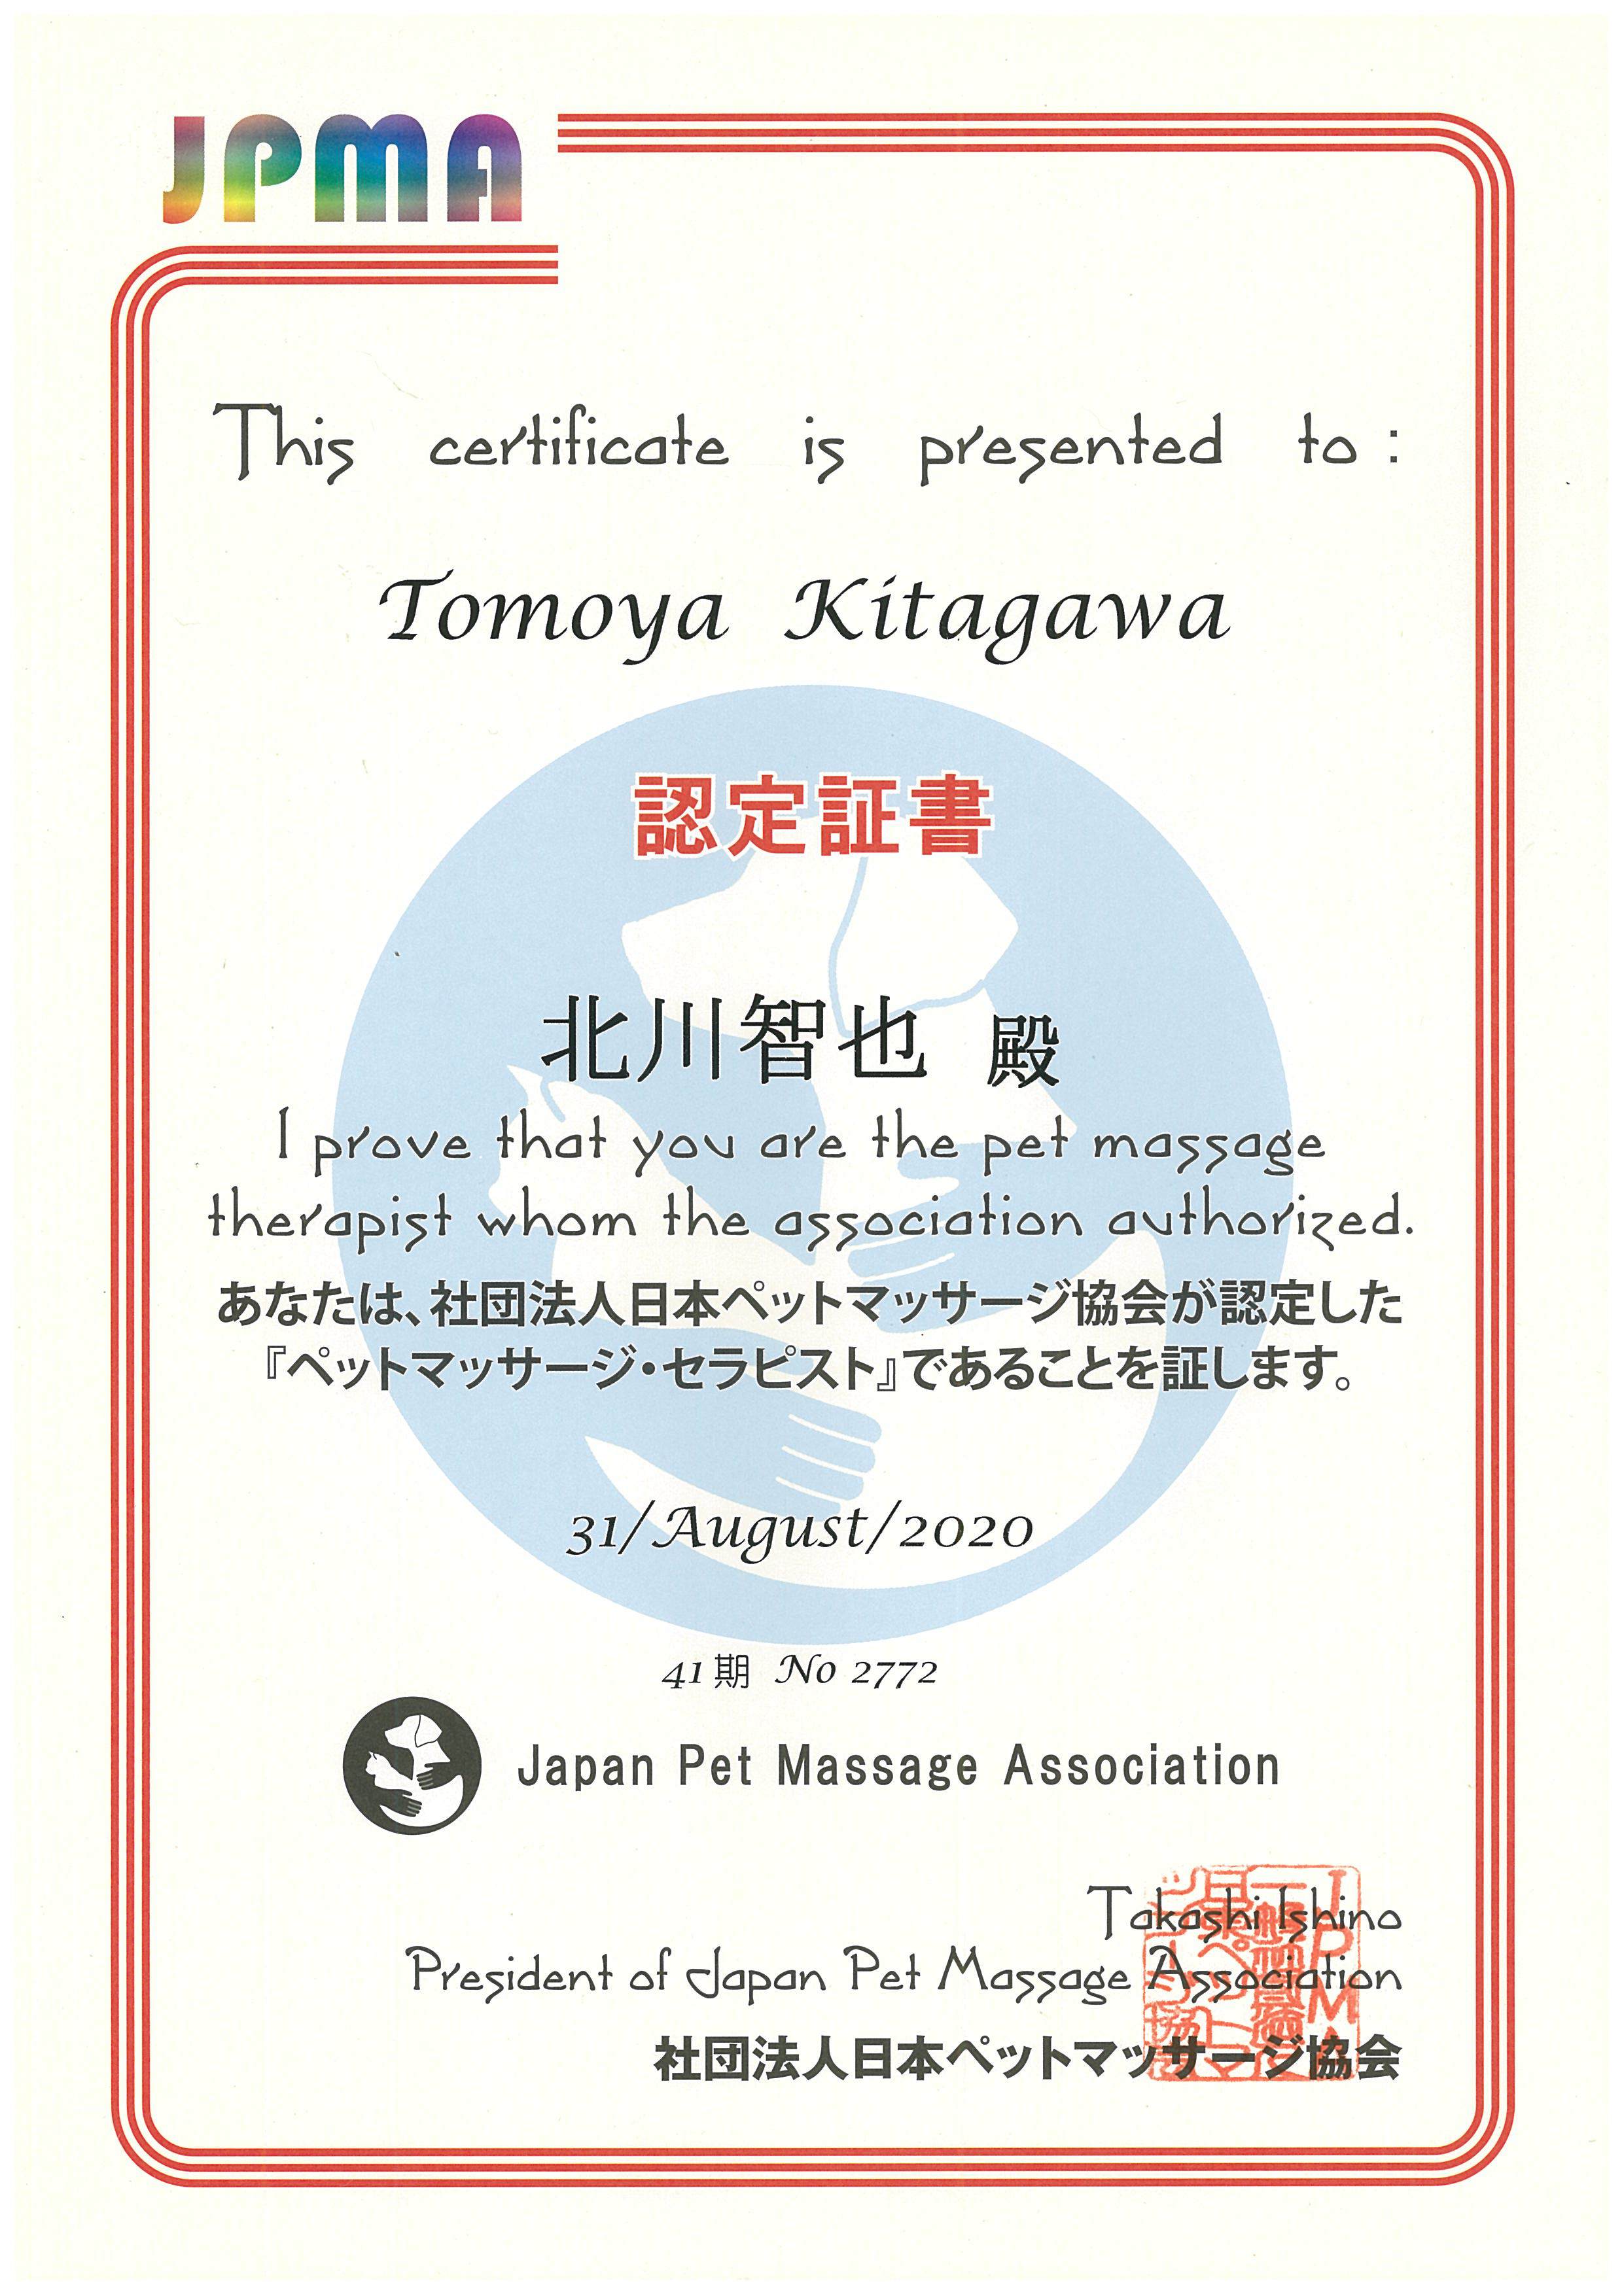 JPMA
This certificate is presented to :
Tomoya Kitagawa
認定証書
北川智也 殿
I prove that you are the pet massage
therapist whom the association authorized.
あなたは、社団法人日本ペットマッサージ協会が認定した
『ペットマッサージ・セラピスト』であることを証します。
31/August/2020
41期 No 2772
Japan Pet Massage Association
Takashi Ishino
President of Japan Pet Massage Association
社団法人日本ペットマッサージ協会
JPMA